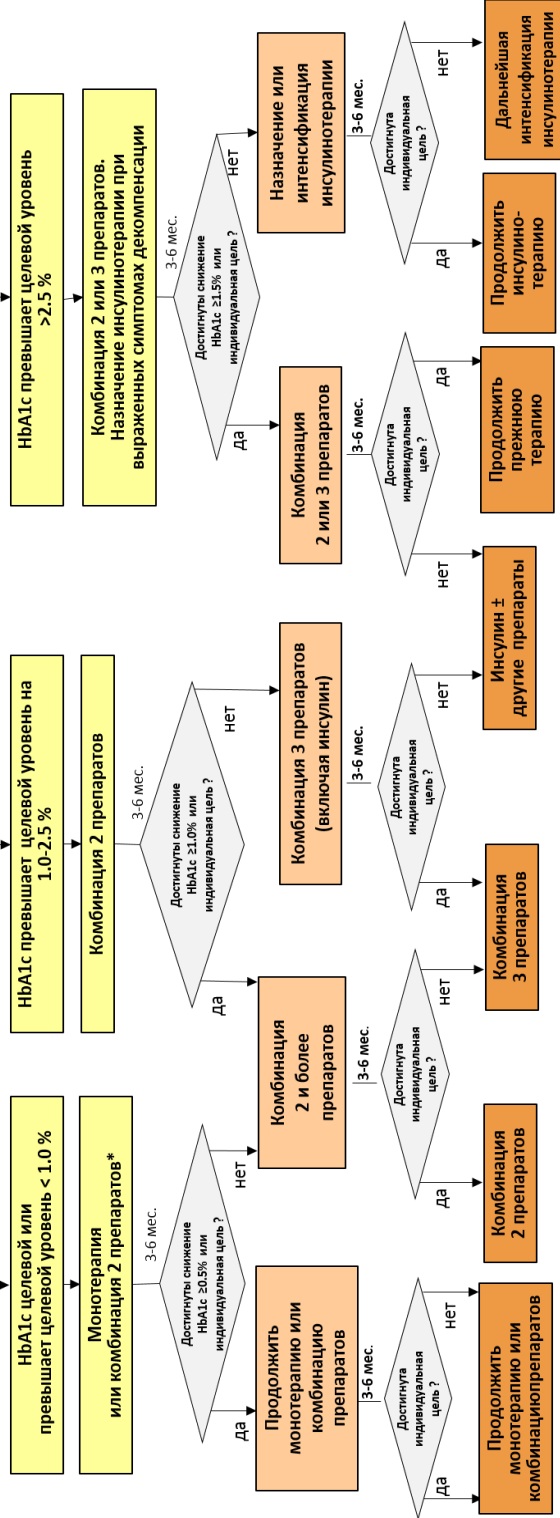 HbA1c целевой или
превышает целевой уровень < 1.0 %
HbA1c превышает целевой уровень на
1.0-2.5 %
HbA1c превышает целевой уровень
>2.5 %
Монотерапия
или комбинация 2 препаратов*
Комбинация 2 препаратов
Комбинация 2 или 3 препаратов.
Назначение инсулинотерапии при
выраженных симптомах декомпенсации
3-6 мес.
3-6 мес.
3-6 мес.
Достигнуты снижение
HbA1c ≥0.5% или
индивидуальная цель ?
Достигнуты снижение
HbA1c ≥1.0% или
индивидуальная цель ?
Достигнуты снижение
HbA1c ≥1.5% или
индивидуальная цель ?
да
нет
да
нет
да
нет
Продолжить
монотерапию или
комбинацию
препаратов
Комбинация
2 и более
препаратов
Комбинация 3 препаратов
(включая инсулин)
Комбинация
2 или 3 препаратов
Назначение или
интенсификация
инсулинотерапии
3-6 мес.
3-6 мес.
3-6 мес.
3-6 мес.
3-6 мес.
Достигнута
индивидуальная
цель ?
Достигнута
индивидуальная
цель ?
Достигнута
индивидуальная
цель ?
Достигнута
индивидуальная
цель ?
Достигнута
индивидуальная
цель ?
да
нет
да
нет
да
нет
нет
да
да
нет
Продолжить
монотерапию или
комбинациюпрепаратов
Комбинация
2 препаратов
Комбинация
3 препаратов
Инсулин ±
другие препараты
Продолжить
прежнюю
терапию
Продолжить
инсулино-
терапию
Дальнейшая
интенсификация
инсулинотерапии